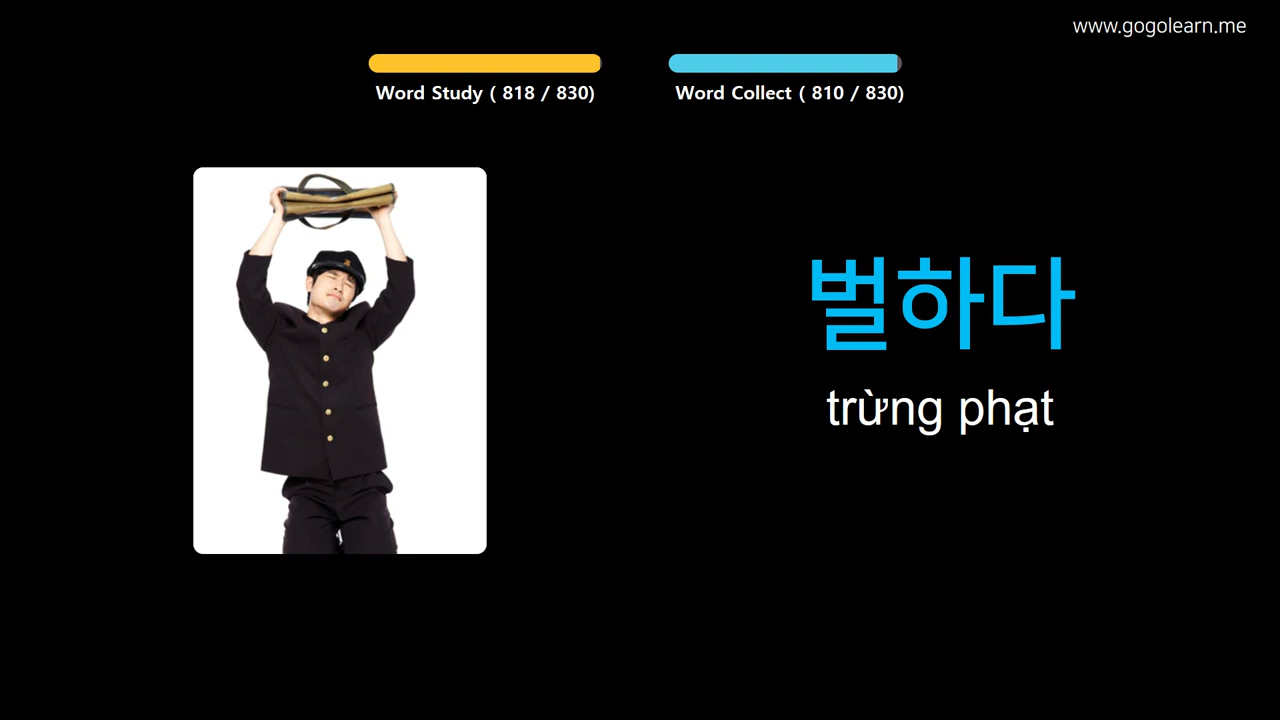 www.gogolearn.me
Word Study ( 818 / 830)
Word Collect ( 810 / 830)
벌하다
trừng phạt